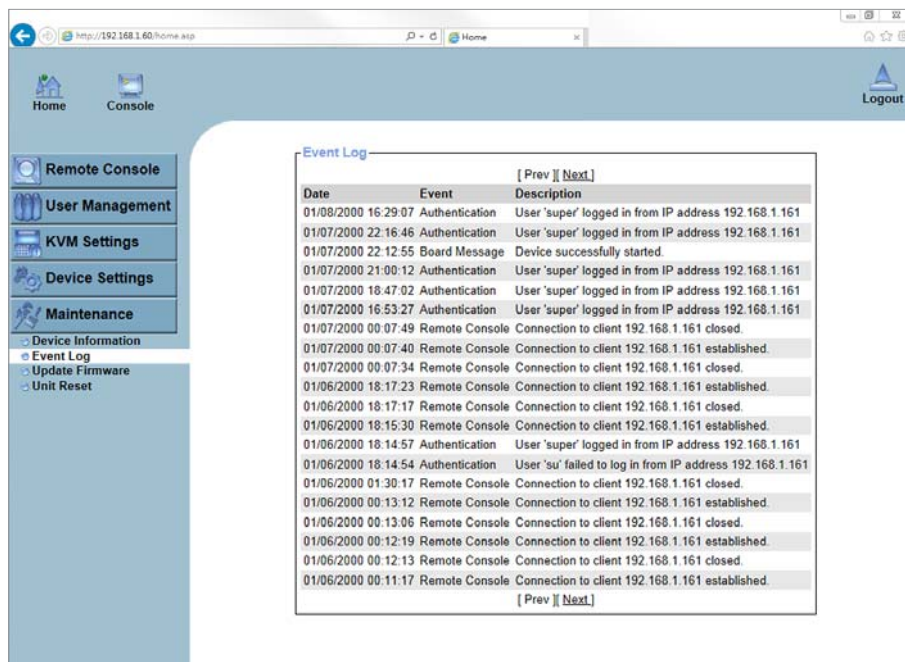 http://192.168.1.60/home.asp
Home
Home
Console
Logout
Remote Console
User Management
KVM Settings
Device Settings
Maintenance
Device Information
Event Log
Update Firmware
Unit Reset
Event Log
[ Prev ][ Next ]
Date Event Description
01/08/2000 16:29:07 Authentication User 'super' logged in from IP address 192.168.1.161
01/07/2000 22:16:46 Authentication User 'super' logged in from IP address 192.168.1.161
01/07/2000 22:12:55 Board Message Device successfully started.
01/07/2000 21:00:12 Authentication User 'super' logged in from IP address 192.168.1.161
01/07/2000 18:47:02 Authentication User 'super' logged in from IP address 192.168.1.161
01/07/2000 16:53:27 Authentication User 'super' logged in from IP address 192.168.1.161
01/07/2000 00:07:49 Remote Console Connection to client 192.168.1.161 closed.
01/07/2000 00:07:40 Remote Console Connection to client 192.168.1.161 established.
01/07/2000 00:07:34 Remote Console Connection to client 192.168.1.161 closed.
01/06/2000 18:17:23 Remote Console Connection to client 192.168.1.161 established.
01/06/2000 18:17:17 Remote Console Connection to client 192.168.1.161 closed.
01/06/2000 18:15:30 Remote Console Connection to client 192.168.1.161 established.
01/06/2000 18:14:57 Authentication User 'super' logged in from IP address 192.168.1.161
01/06/2000 18:14:54 Authentication User 'su' failed to log in from IP address 192.168.1.161
01/06/2000 01:30:17 Remote Console Connection to client 192.168.1.161 closed.
01/06/2000 00:13:12 Remote Console Connection to client 192.168.1.161 established.
01/06/2000 00:13:06 Remote Console Connection to client 192.168.1.161 closed.
01/06/2000 00:12:19 Remote Console Connection to client 192.168.1.161 established.
01/06/2000 00:12:13 Remote Console Connection to client 192.168.1.161 closed.
01/06/2000 00:11:17 Remote Console Connection to client 192.168.1.161 established.
[ Prev ][ Next ]